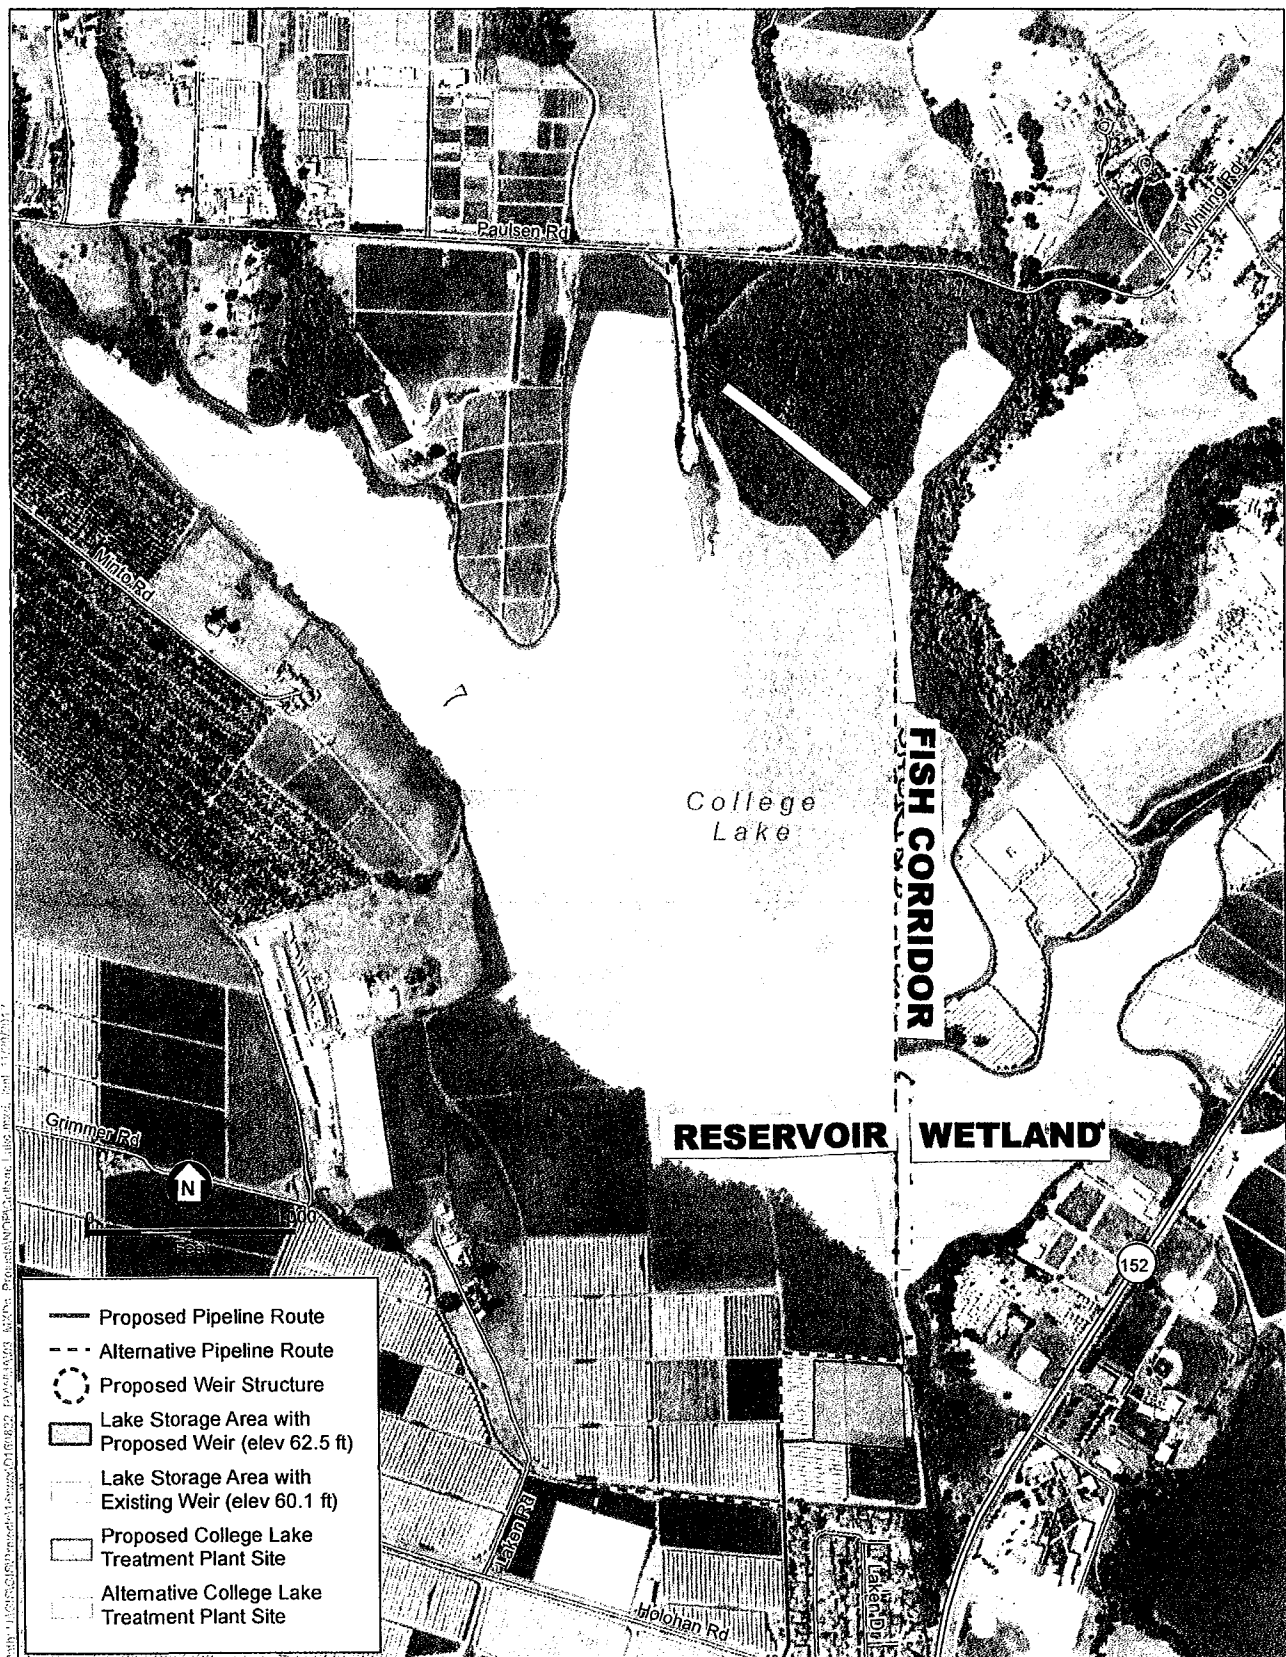 Paulsen Rd
Whiting Rd
Minto Rd
College
Lake
FISH CORRIDOR
Grimmer Rd
RESERVOIR
WETLAND
N
0
1000
Feet
152
Proposed Pipeline Route
Alternative Pipeline Route
Proposed Weir Structure
Lake Storage Area with
Proposed Weir (elev 62.5 ft)
Lake Storage Area with
Existing Weir (elev 60.1 ft)
Proposed College Lake
Treatment Plant Site
Alternative College Lake
Treatment Plant Site
Laken Rd
Laken Dr
Holohan Rd